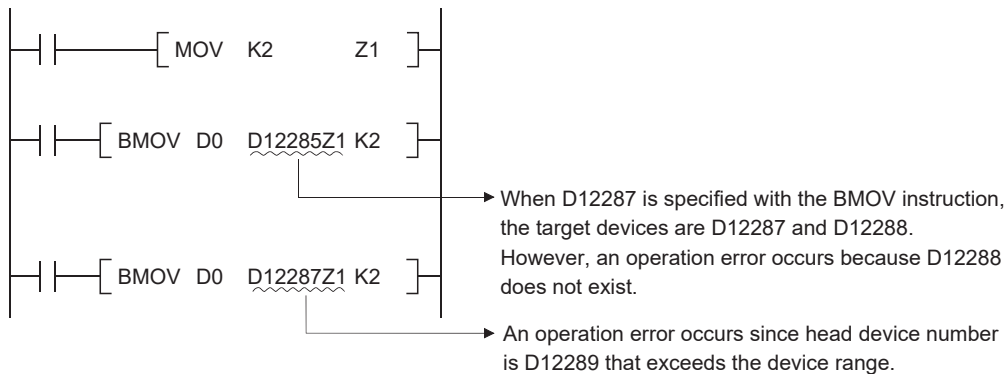 MOV K2 Z1
BMOV D0 D12285Z1 K2
When D12287 is specified with the BMOV instruction,
the target devices are D12287 and D12288.
However, an operation error occurs because D12288
does not exist.
BMOV D0 D12287Z1 K2
An operation error occurs since head device number
is D12289 that exceeds the device range.